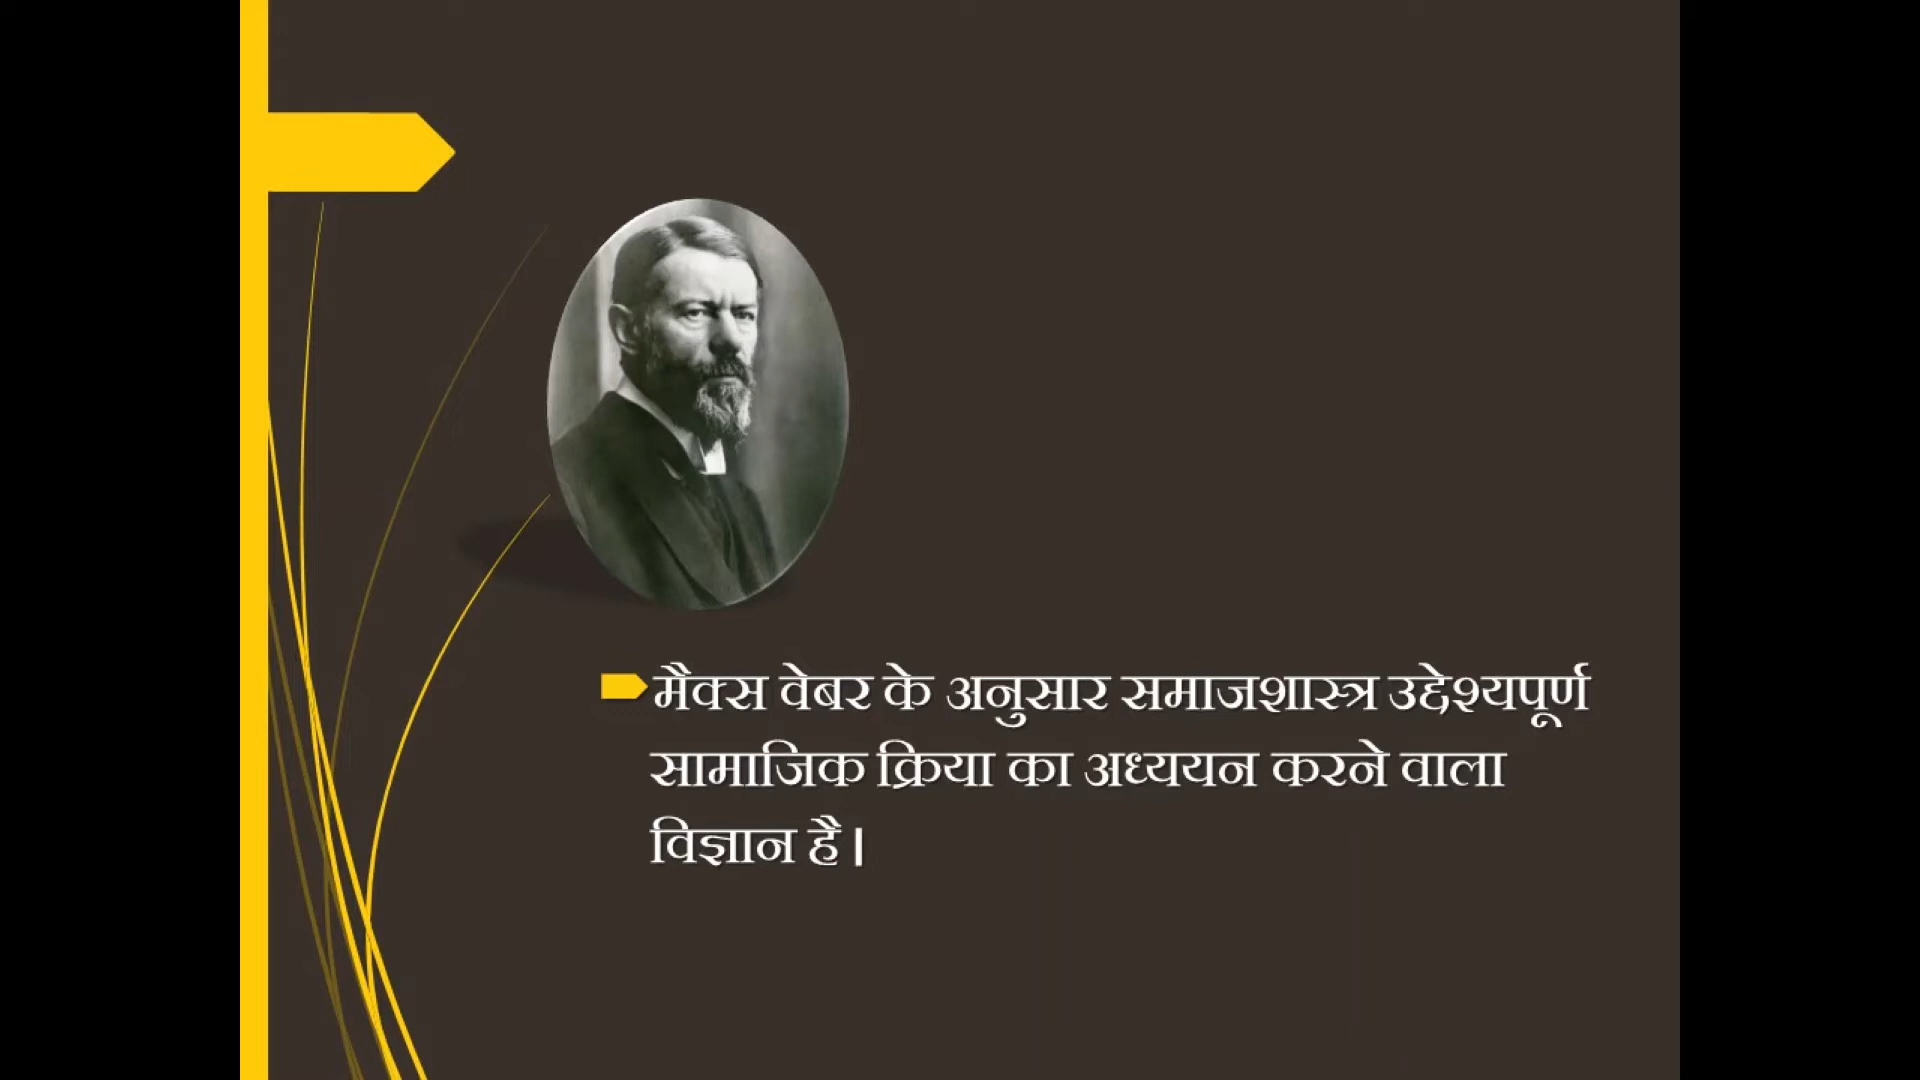 मैक्स वेबर के अनुसार समाजशास्त्र उद्देश्यपूर्ण
सामाजिक क्रिया का अध्ययन करने वाला
विज्ञान है।